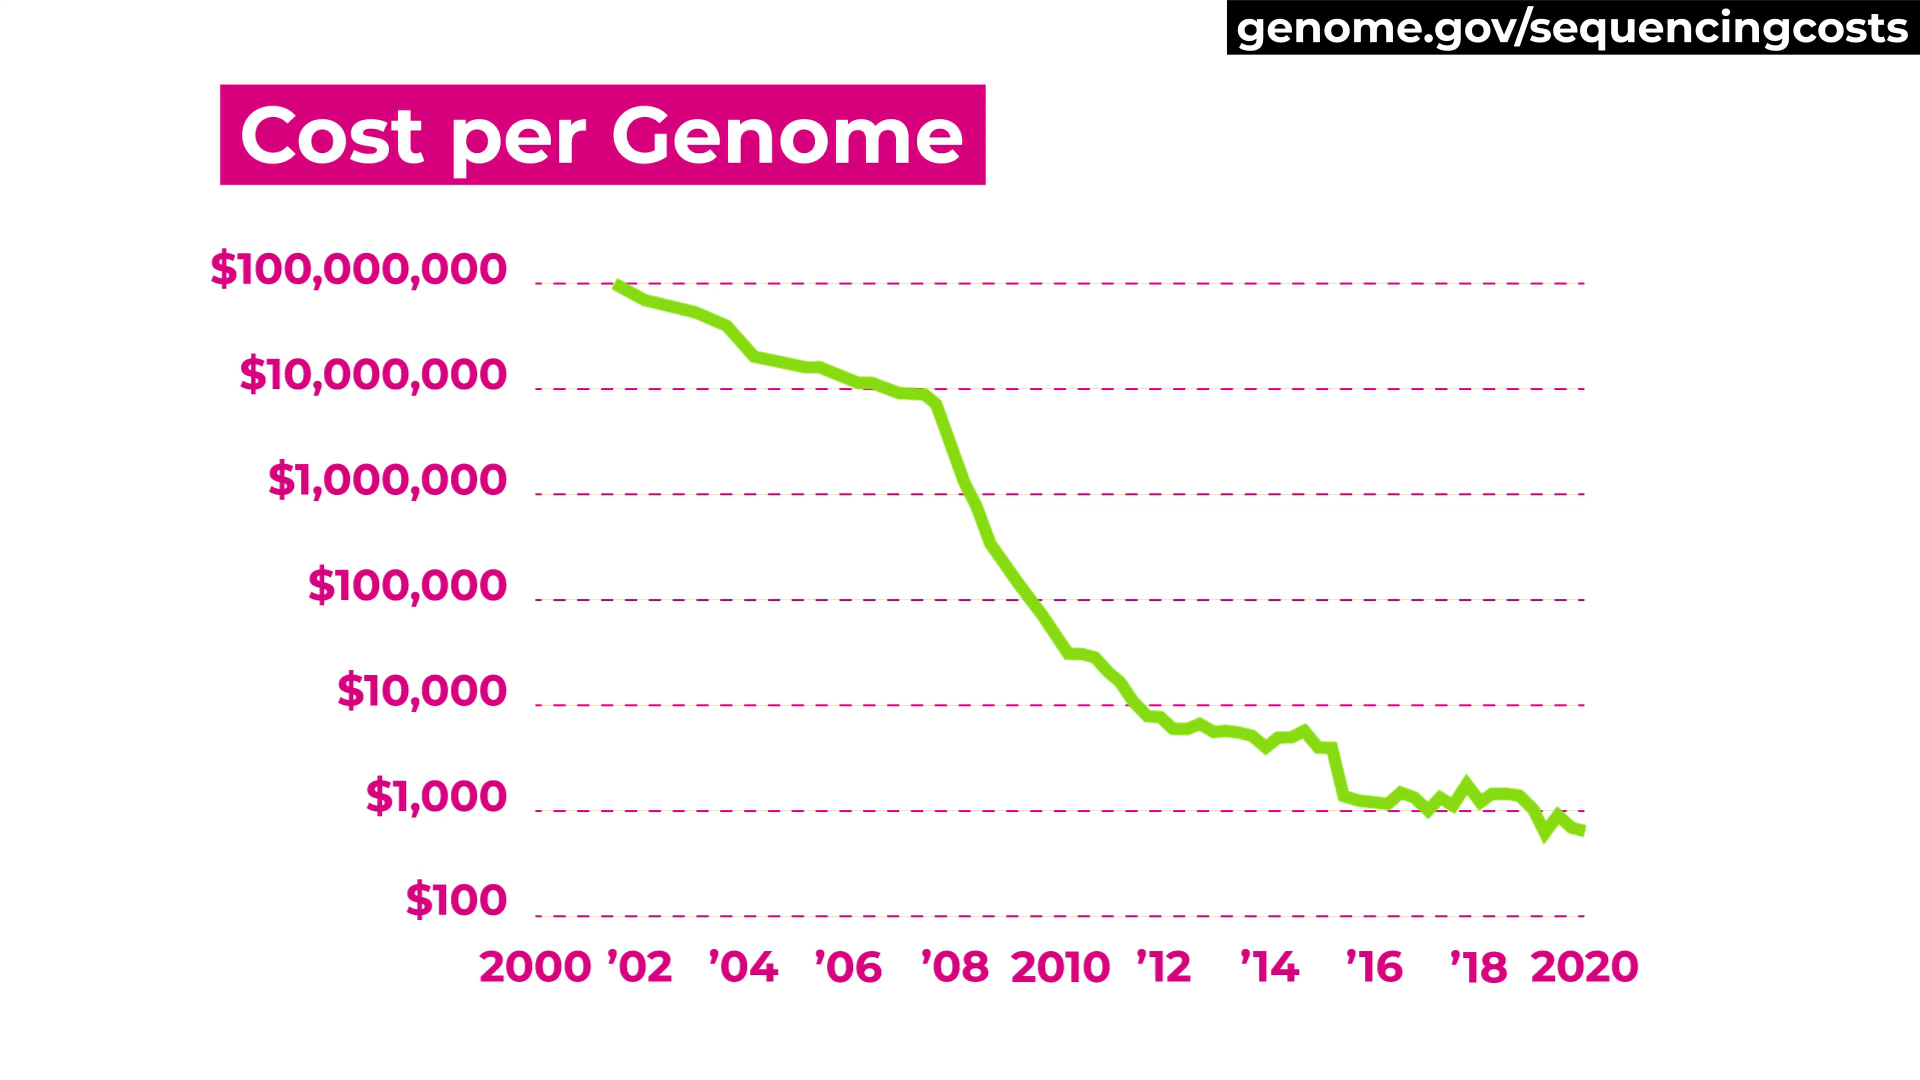 genome.gov/sequencingcosts
Cost per Genome
$100,000,000
$10,000,000
$1,000,000
$100,000
$10,000
$1,000
$100
2000 ’02 ’04 ’06 ’08 2010 ’12 ’14 ’16 ’18 2020